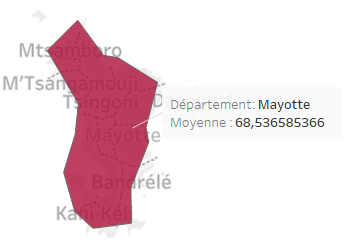 Mtsamboro
M'Tsangamouji
Tsingoni
Département: Mayotte
Moyenne : 68,536585366
Mayotte
Bandrélé
Kani-Kéli